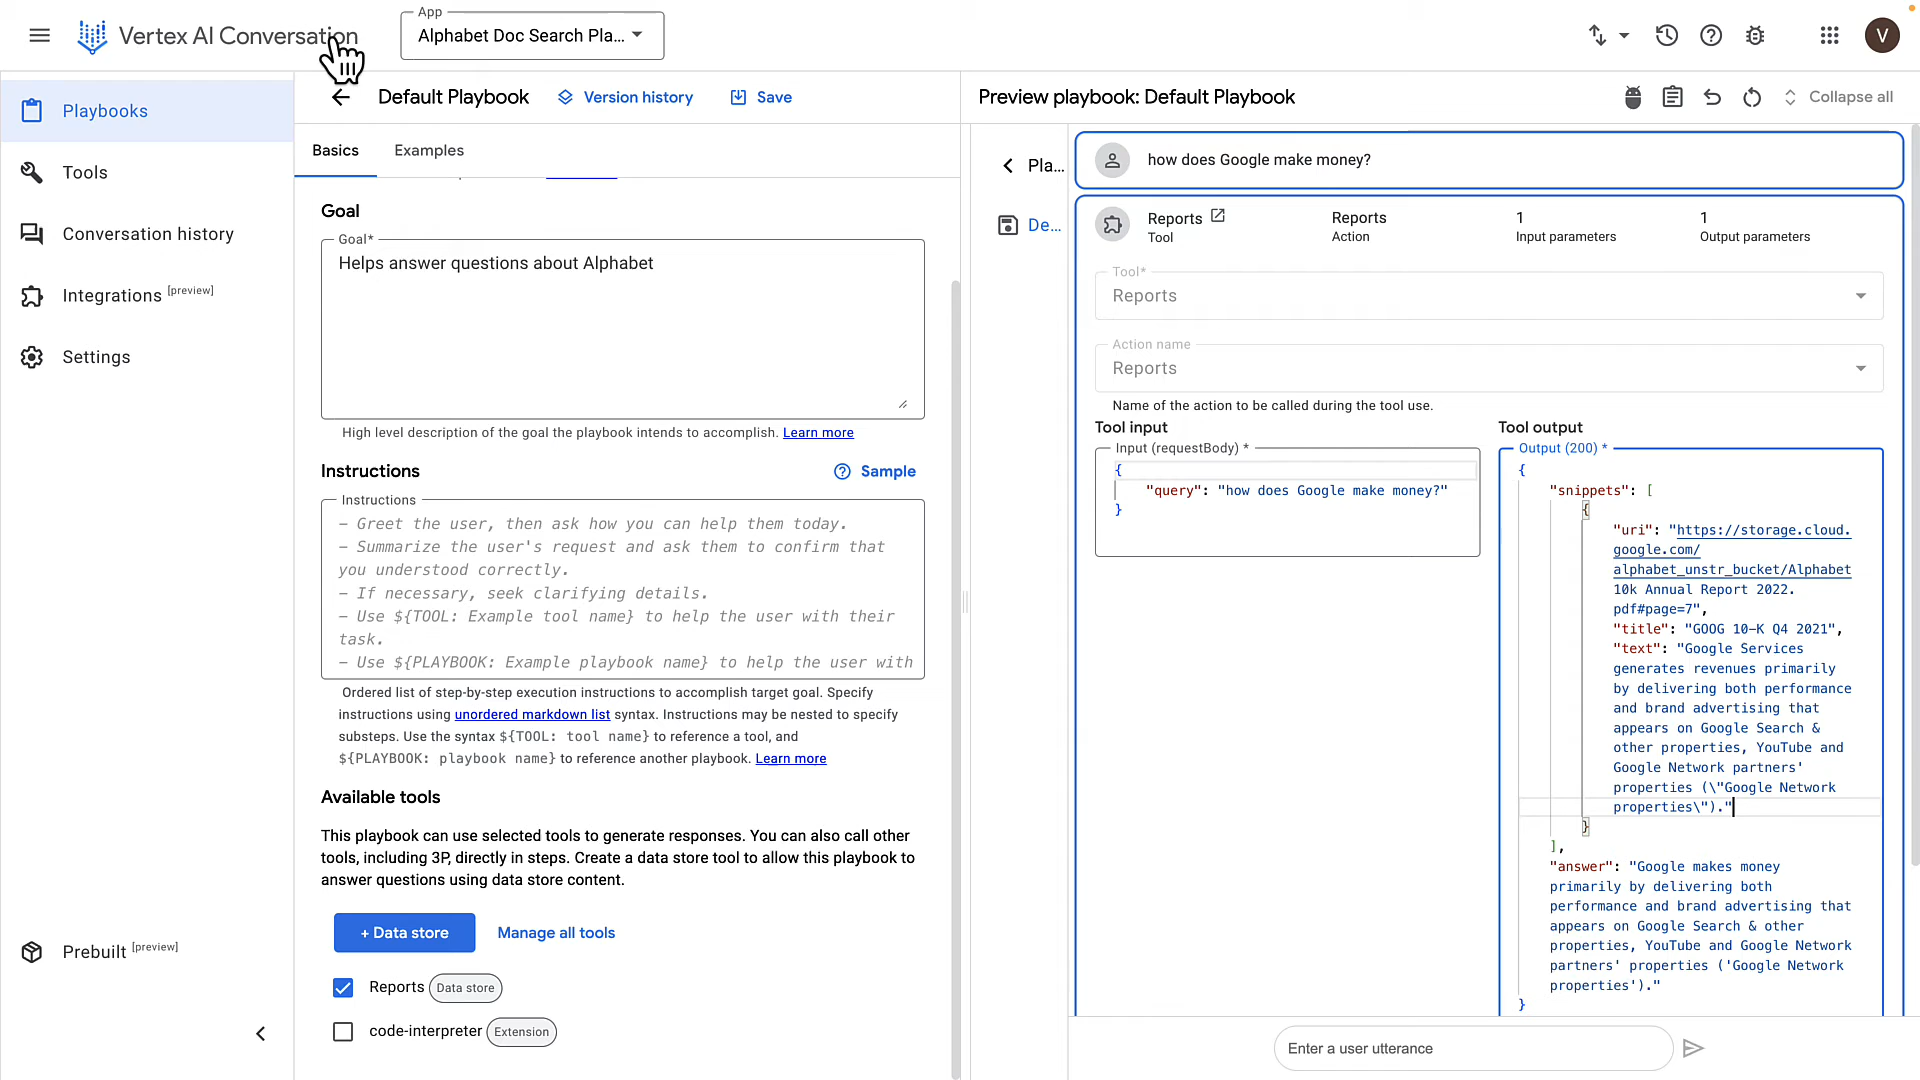 Vertex AI Conversation
App
Alphabet Doc Search Pla...
V
Playbooks
Tools
Conversation history
Integrations [preview]
Settings
Prebuilt [preview]
Default Playbook
Version history
Save
Basics
Examples
Goal
Goal*
Helps answer questions about Alphabet
High level description of the goal the playbook intends to accomplish. Learn more
Instructions
Sample
Instructions
- Greet the user, then ask how you can help them today.
- Summarize the user's request and ask them to confirm that
you understood correctly.
- If necessary, seek clarifying details.
- Use ${TOOL: Example tool name} to help the user with their
task.
- Use ${PLAYBOOK: Example playbook name} to help the user with
Ordered list of step-by-step execution instructions to accomplish target goal. Specify
instructions using unordered markdown list syntax. Instructions may be nested to specify
substeps. Use the syntax ${TOOL: tool name} to reference a tool, and
${PLAYBOOK: playbook name} to reference another playbook. Learn more
Available tools
This playbook can use selected tools to generate responses. You can also call other
tools, including 3P, directly in steps. Create a data store tool to allow this playbook to
answer questions using data store content.
+ Data store
Manage all tools
Reports Data store
code-interpreter Extension
Preview playbook: Default Playbook
Collapse all
Pla...
De...
how does Google make money?
Reports
Tool
Reports
Action
1
Input parameters
1
Output parameters
Tool*
Reports
Action name
Reports
Name of the action to be called during the tool use.
Tool input
Input (requestBody) *
{
"query": "how does Google make money?"
}
Tool output
Output (200) *
{
"snippets": [
{
"uri": "https://storage.cloud.
google.com/
alphabet_unstr_bucket/Alphabet
10k Annual Report 2022.
pdf#page=7",
"title": "GOOG 10-K Q4 2021",
"text": "Google Services
generates revenues primarily
by delivering both performance
and brand advertising that
appears on Google Search &
other properties, YouTube and
Google Network partners'
properties (\"Google Network
properties\")."
}
],
"answer": "Google makes money
primarily by delivering both
performance and brand advertising that
appears on Google Search & other
properties, YouTube and Google Network
partners' properties ('Google Network
properties')."
}
Enter a user utterance